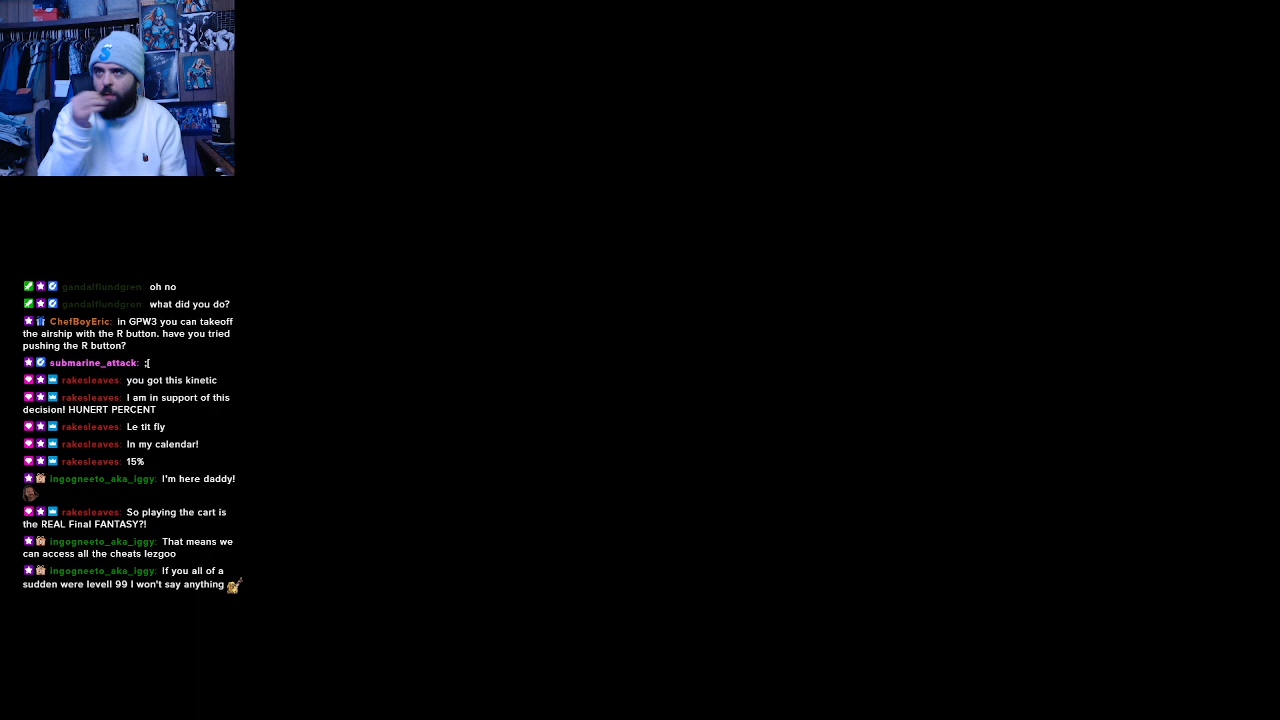 gandalflundgren: oh no
gandalflundgren: what did you do?
ChefBoyEric: in GPW3 you can takeoff
the airship with the R button. have you tried
pushing the R button?
submarine_attack: ;[
rakesleaves: you got this kinetic
rakesleaves: I am in support of this
decision! HUNERT PERCENT
rakesleaves: Le tit fly
rakesleaves: In my calendar!
rakesleaves: 15%
ingogneeto_aka_iggy: I'm here daddy!
rakesleaves: So playing the cart is
the REAL Final FANTASY?!
ingogneeto_aka_iggy: That means we
can access all the cheats lezgoo
ingogneeto_aka_iggy: If you all of a
sudden were levell 99 I won't say anything
S